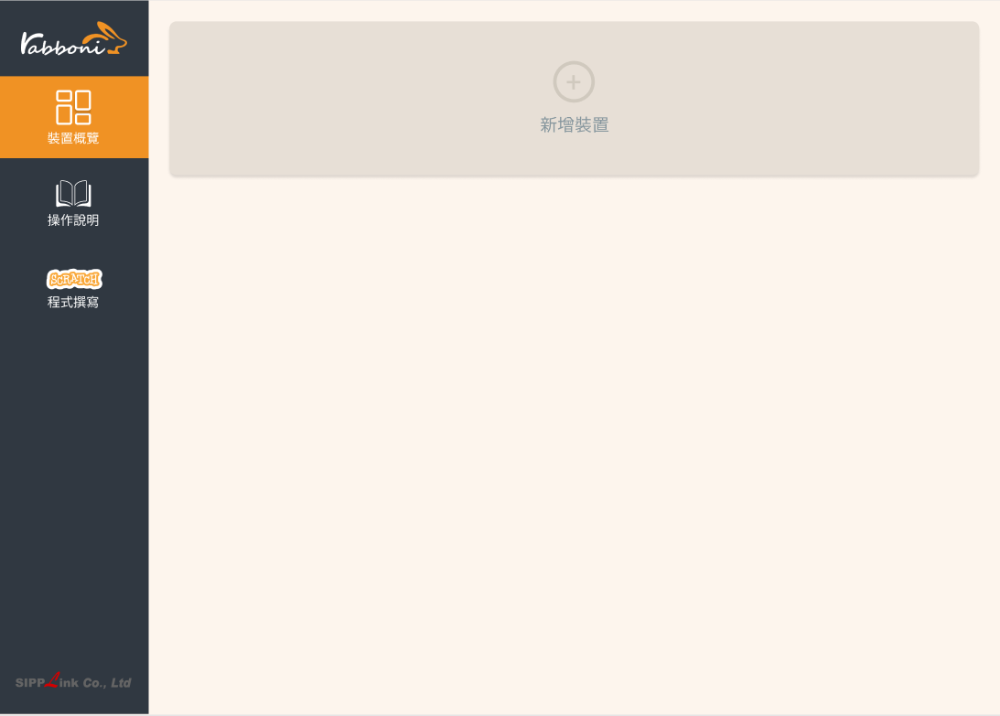 rabboni
裝置概覽
操作說明
SCRATCH
程式撰寫
新增裝置
SIPPLink Co., Ltd